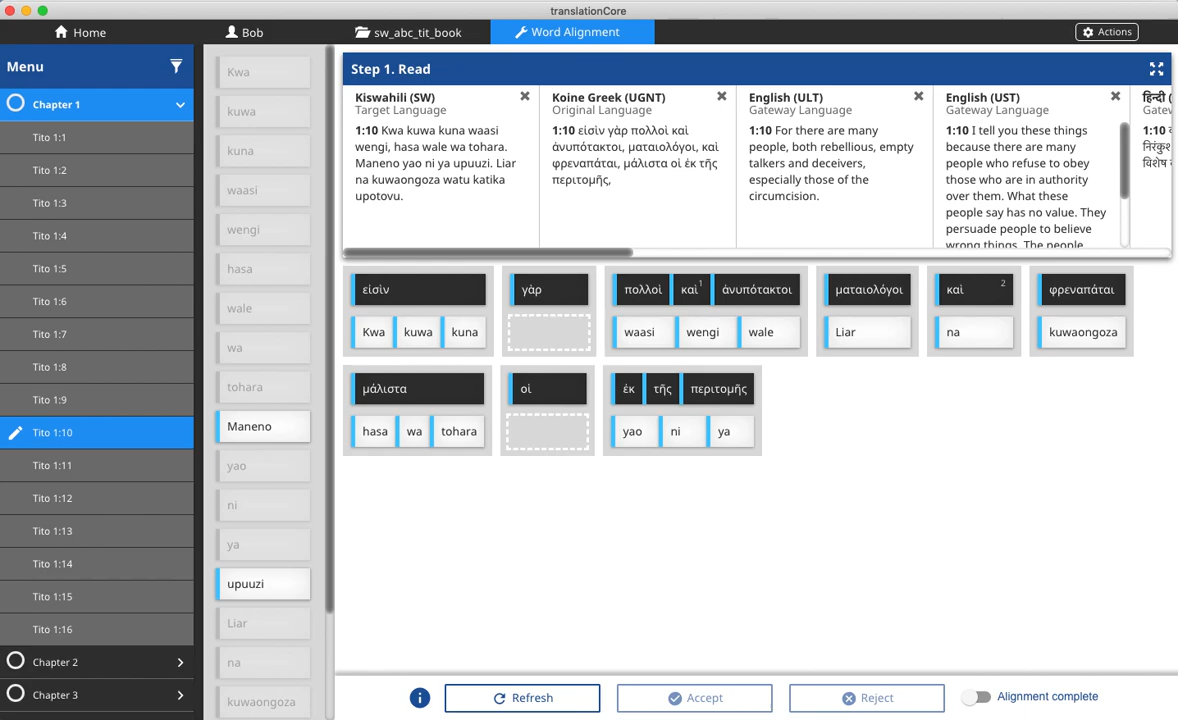 translationCore
Home
Bob
sw_abc_tit_book
Word Alignment
Actions
Menu
Chapter 1
Tito 1:1
Tito 1:2
Tito 1:3
Tito 1:4
Tito 1:5
Tito 1:6
Tito 1:7
Tito 1:8
Tito 1:9
Tito 1:10
Tito 1:11
Tito 1:12
Tito 1:13
Tito 1:14
Tito 1:15
Tito 1:16
Chapter 2
Chapter 3
Kwa
kuwa
kuna
waasi
wengi
hasa
wale
wa
tohara
Maneno
yao
ni
ya
upuuzi
Liar
na
kuwaongoza
Step 1. Read
Kiswahili (SW)
Target Language
1:10 Kwa kuwa kuna waasi
wengi, hasa wale wa tohara.
Maneno yao ni ya upuuzi. Liar
na kuwaongoza watu katika
upotovu.
Koine Greek (UGNT)
Original Language
1:10 εἰσὶν γὰρ πολλοὶ καὶ
ἀνυπότακτοι, ματαιολόγοι, καὶ
φρεναπάται, μάλιστα οἱ ἐκ τῆς
περιτομῆς,
English (ULT)
Gateway Language
1:10 For there are many
people, both rebellious, empty
talkers and deceivers,
especially those of the
circumcision.
English (UST)
Gateway Language
1:10 I tell you these things
because there are many
people who refuse to obey
those who are in authority
over them. What these
people say has no value. They
persuade people to believe
wrong things. The people
हिन्दी (
Gatew
1:10
निरंकुश
विशेष
εἰσὶν
Kwa kuwa kuna
γὰρ
πολλοὶ καὶ1 ἀνυπότακτοι
waasi wengi wale
ματαιολόγοι
Liar
καὶ 2
na
φρεναπάται
kuwaongoza
μάλιστα
hasa wa tohara
οἱ
ἐκ τῆς περιτομῆς
yao ni ya
Refresh
Accept
Reject
Alignment complete